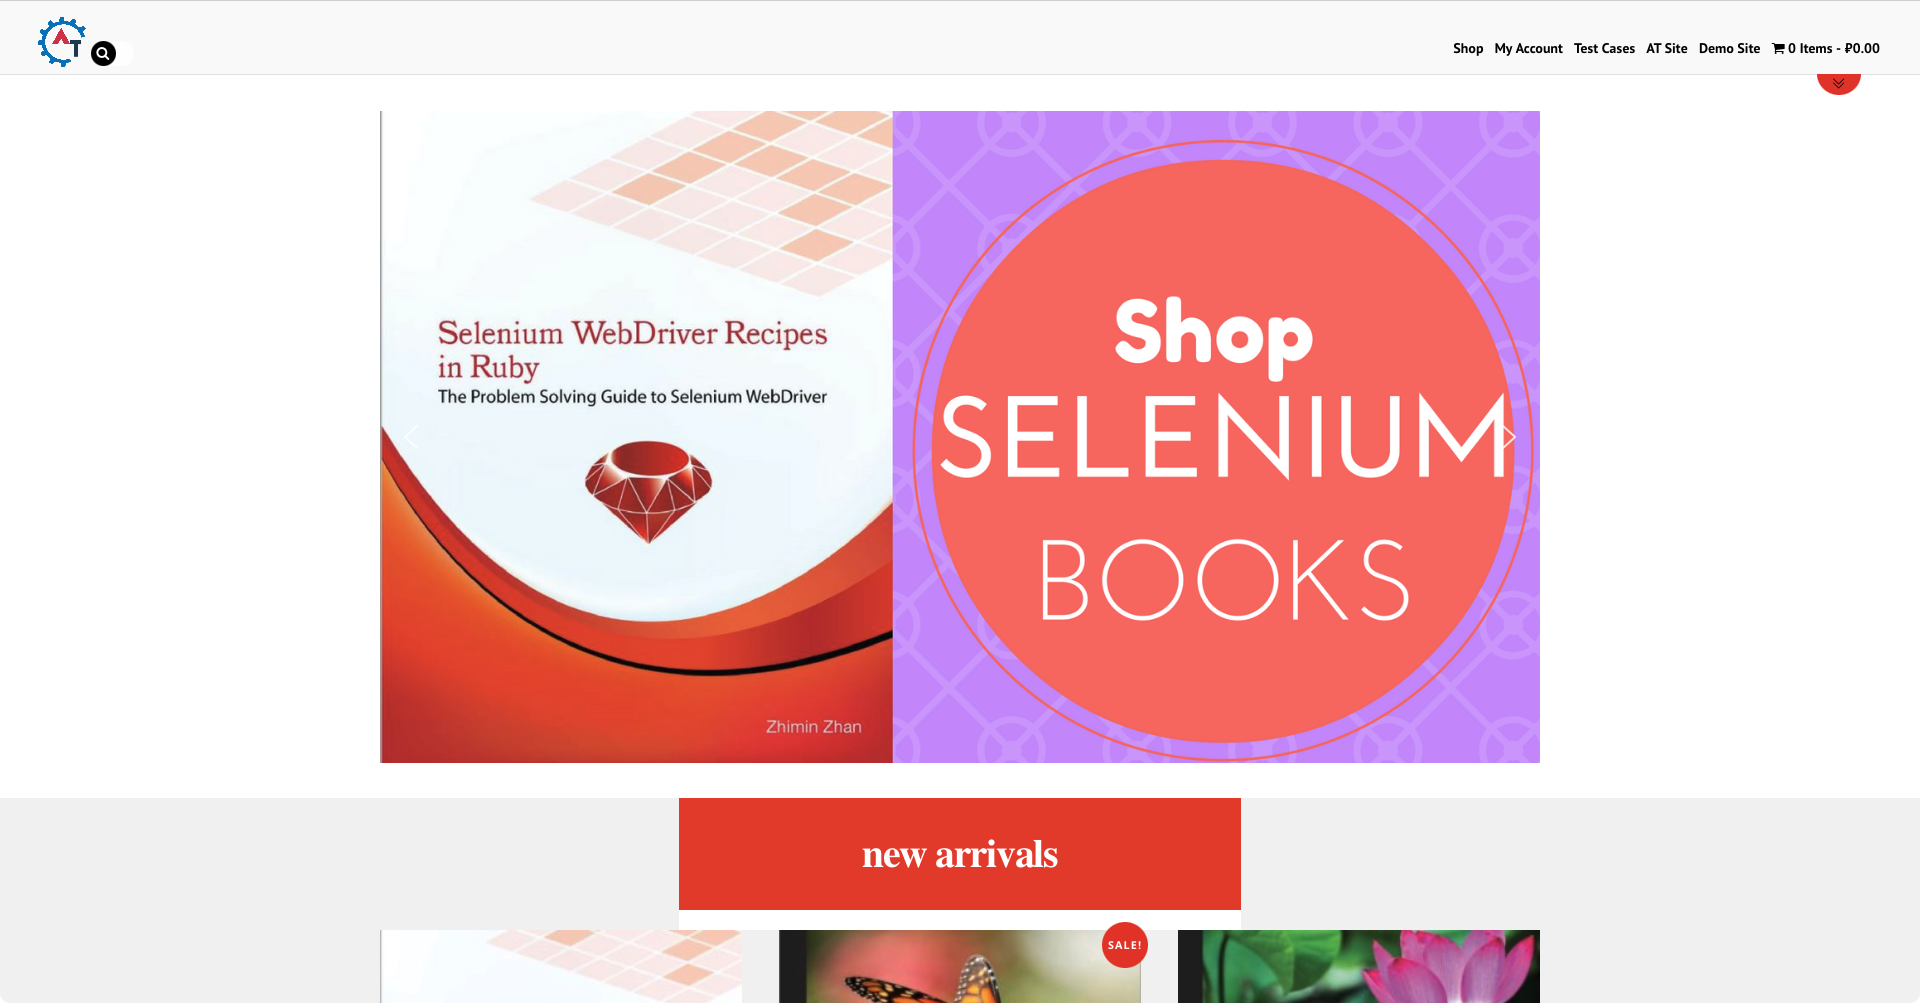 AT
Shop My Account Test Cases AT Site Demo Site 0 Items - ₽0.00
Selenium WebDriver Recipes
in Ruby
The Problem Solving Guide to Selenium WebDriver
Zhimin Zhan
Shop
SELENIUM
BOOKS
new arrivals
SALE!